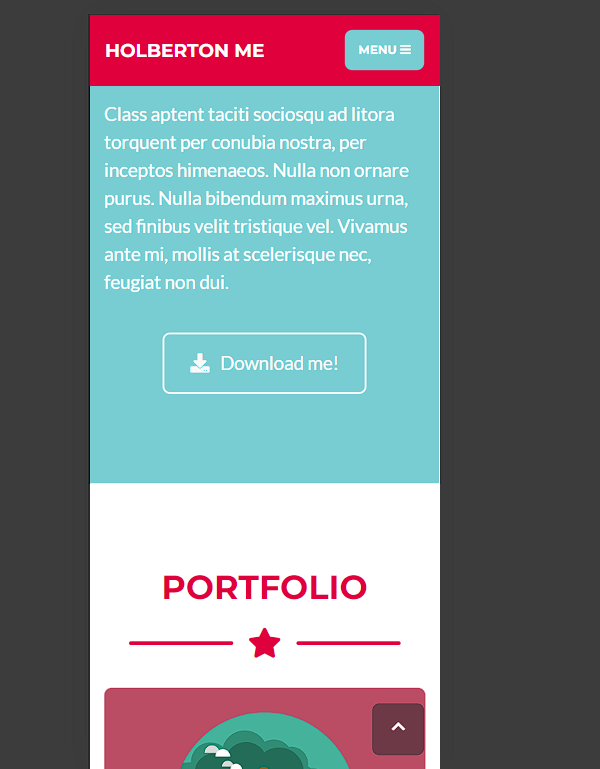 HOLBERTON ME
MENU
Class aptent taciti sociosqu ad litora
torquent per conubia nostra, per
inceptos himenaeos. Nulla non ornare
purus. Nulla bibendum maximus urna,
sed finibus velit tristique vel. Vivamus
ante mi, mollis at scelerisque nec,
feugiat non dui.
Download me!
PORTFOLIO